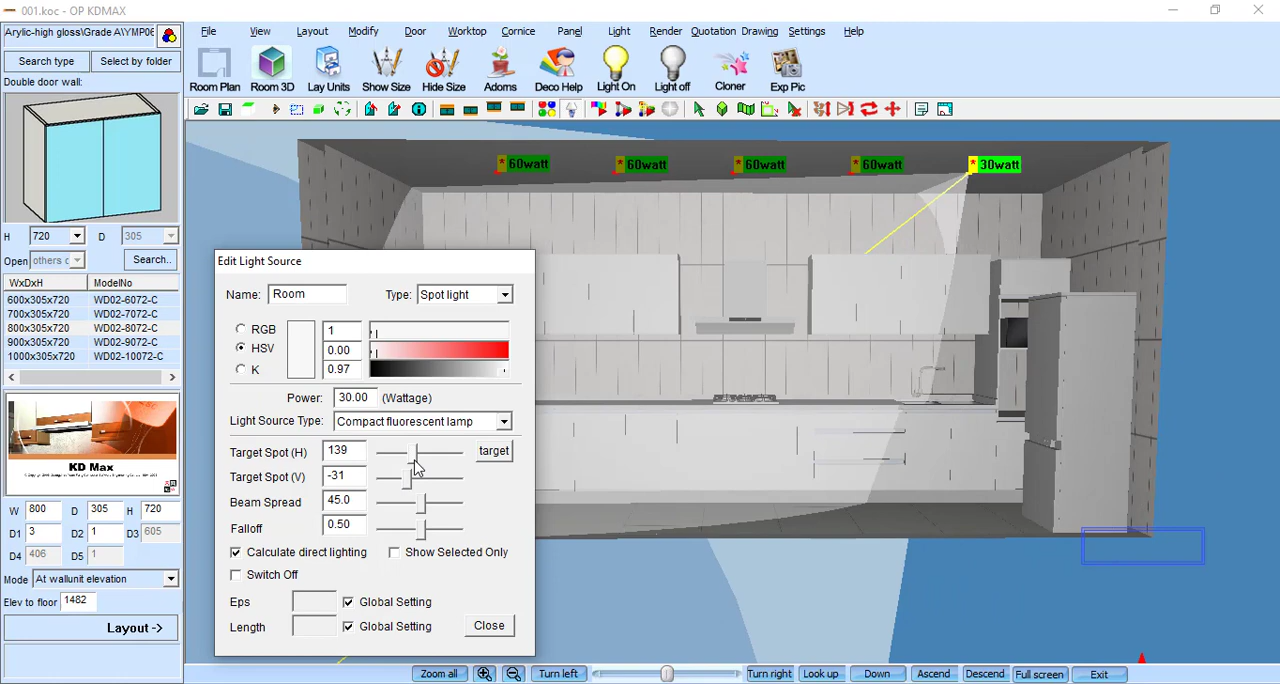 001.koc - OP KDMAX
Arylic-high gloss\Grade A\YMP06
Search type
Select by folder
Double door wall:
H
720
D
305
Open
others c
Search..
WxDxH
ModelNo
600x305x720
WD02-6072-C
700x305x720
WD02-7072-C
800x305x720
WD02-8072-C
900x305x720
WD02-9072-C
1000x305x720
WD02-10072-C
KD Max
W
800
D
305
H
720
D1
3
D2
1
D3
605
D4
406
D5
1
Mode
At wallunit elevation
Elev to floor
1482
Layout ->
File
View
Layout
Modify
Door
Worktop
Cornice
Panel
Light
Render
Quotation
Drawing
Settings
Help
Room Plan
Room 3D
Lay Units
Show Size
Hide Size
Adoms
Deco Help
Light On
Light off
Cloner
Exp Pic
* 60watt
* 60watt
* 60watt
* 60watt
* 30watt
Edit Light Source
Name:
Room
Type:
Spot light
RGB
1
HSV
0.00
K
0.97
Power:
30.00
(Wattage)
Light Source Type:
Compact fluorescent lamp
Target Spot (H)
139
target
Target Spot (V)
-31
Beam Spread
45.0
Falloff
0.50
Calculate direct lighting
Show Selected Only
Switch Off
Eps
Global Setting
Length
Global Setting
Close
Zoom all
Turn left
Turn right
Look up
Down
Ascend
Descend
Full screen
Exit